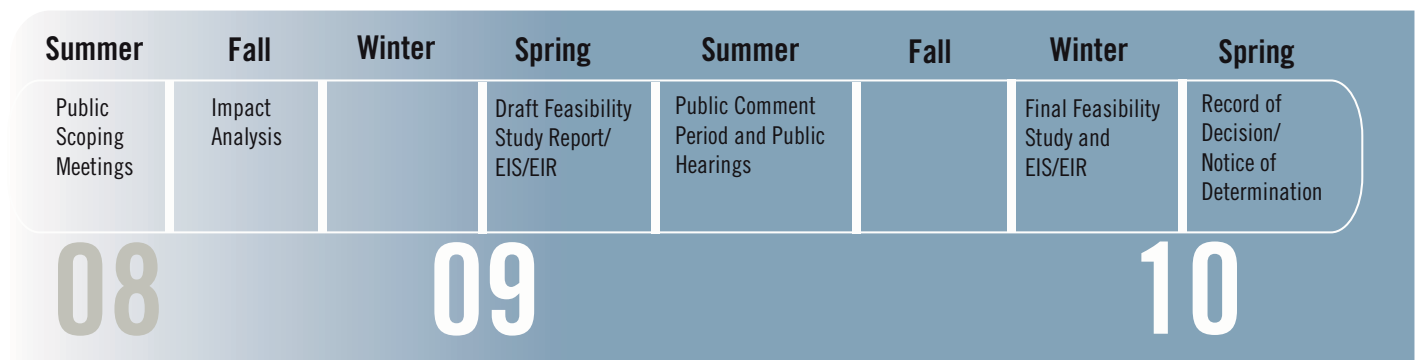 Summer Fall Winter Spring Summer Fall Winter Spring
Public
Scoping
Meetings
Impact
Analysis
Draft Feasibility
Study Report/
EIS/EIR
Public Comment
Period and Public
Hearings
Final Feasibility
Study and
EIS/EIR
Record of
Decision/
Notice of
Determination
08 09 10